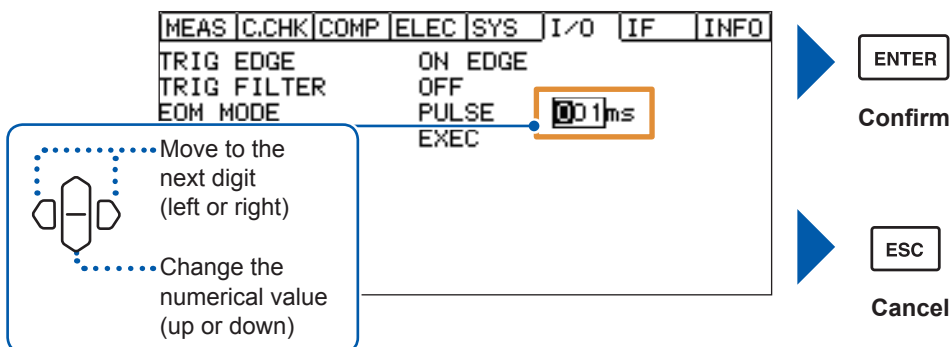 MEAS C.CHK COMP ELEC SYS I/O IF INFO
TRIG EDGE ON EDGE
TRIG FILTER OFF
EOM MODE PULSE 001ms
EXEC
Move to the
next digit
(left or right)
Change the
numerical value
(up or down)
ENTER
Confirm
ESC
Cancel